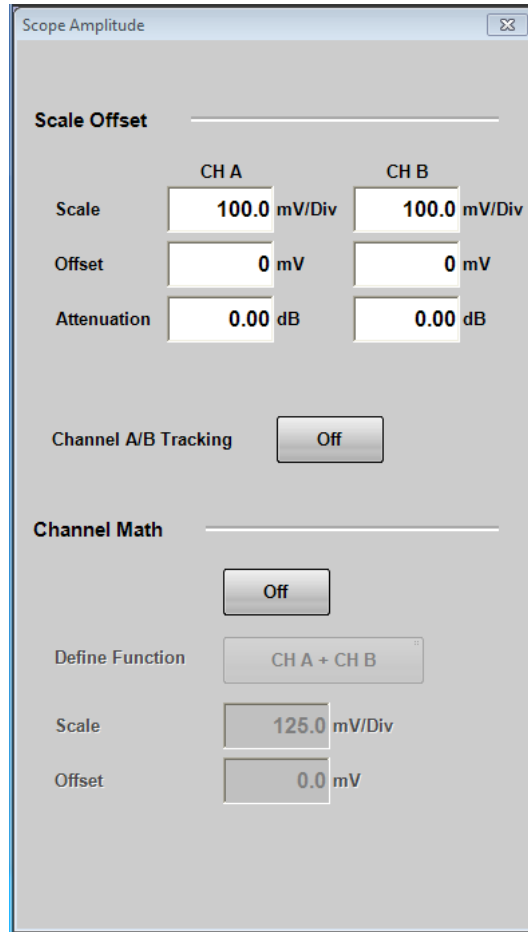 Scope Amplitude
Scale Offset
CH A CH B
Scale 100.0 mV/Div 100.0 mV/Div
Offset 0 mV 0 mV
Attenuation 0.00 dB 0.00 dB
Channel A/B Tracking Off
Channel Math
Off
Define Function CH A + CH B
Scale 125.0 mV/Div
Offset 0.0 mV